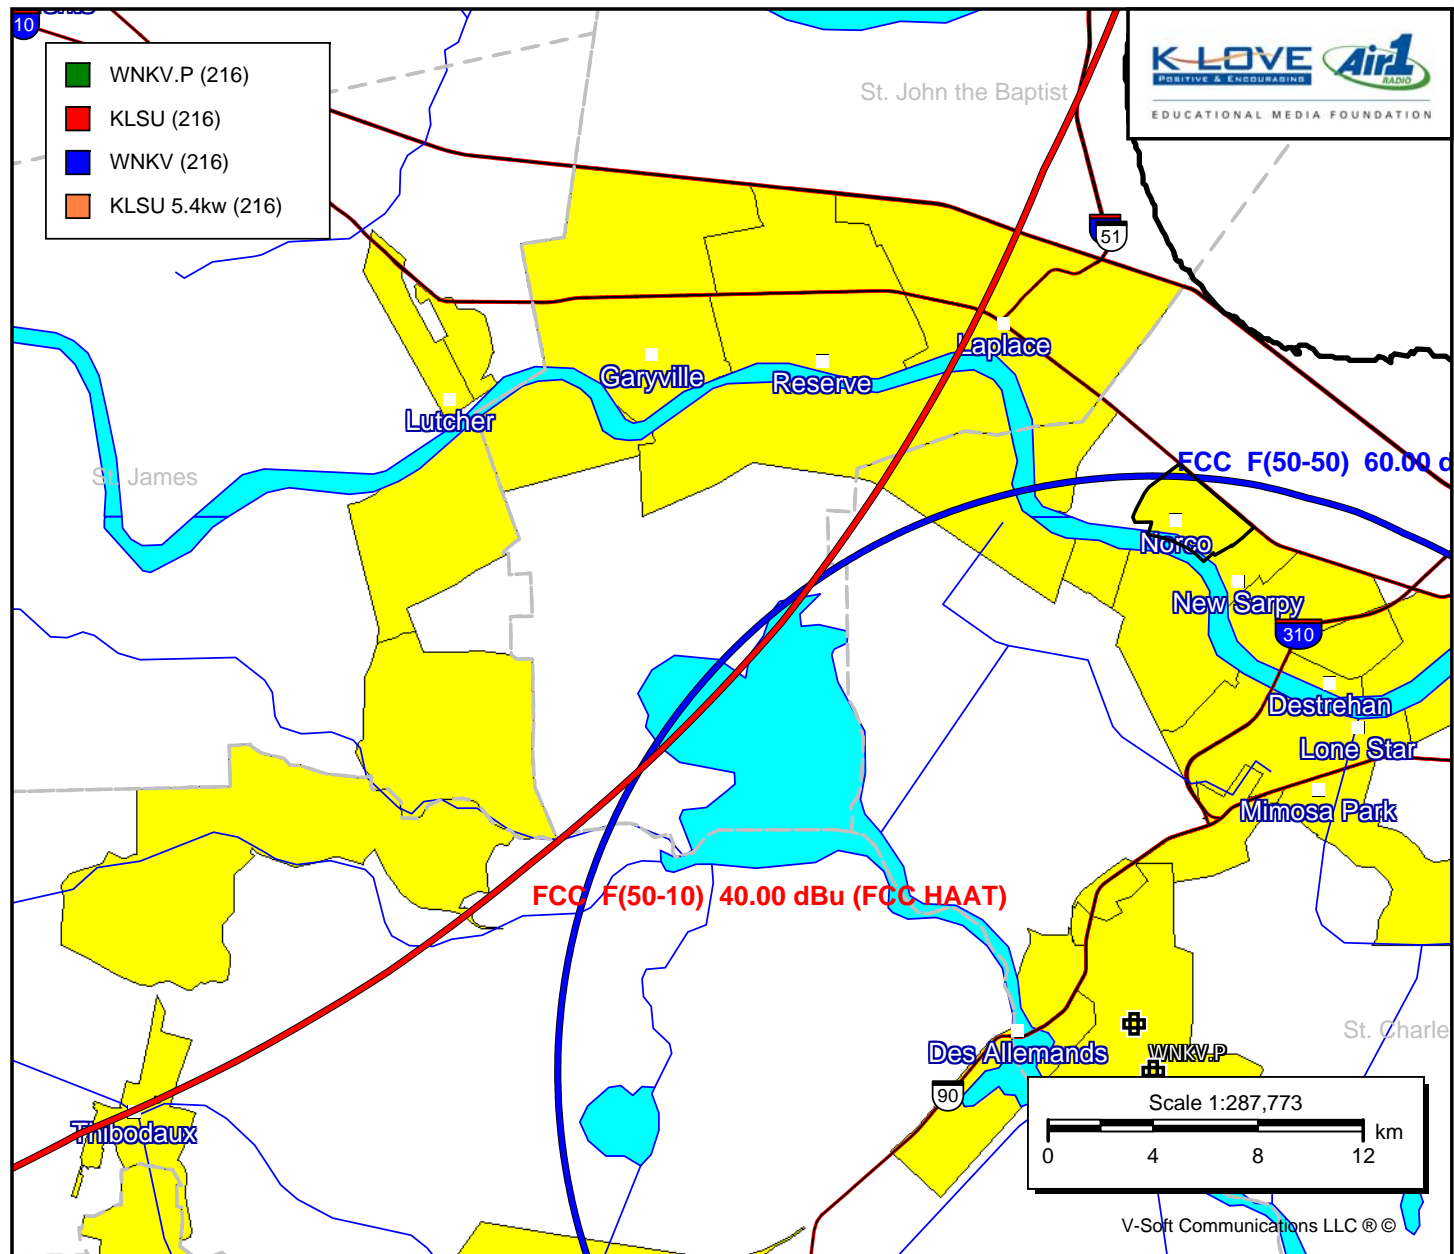 10
WNKV.P (216)
KLSU (216)
WNKV (216)
KLSU 5.4kw (216)
St. John the Baptist
K-LOVE
POSITIVE & ENCOURAGING
Air1
RADIO
EDUCATIONAL MEDIA FOUNDATION
51
Laplace
Garyville
Reserve
Lutcher
St. James
FCC F(50-50) 60.00 d
Norco
New Sarpy
310
Destrehan
Lone Star
Mimosa Park
FCC F(50-10) 40.00 dBu (FCC HAAT)
St. Charle
Des Allemands
WNKV.P
90
Thibodaux
Scale 1:287,773
km
0 4 8 12
V-Soft Communications LLC ® ©